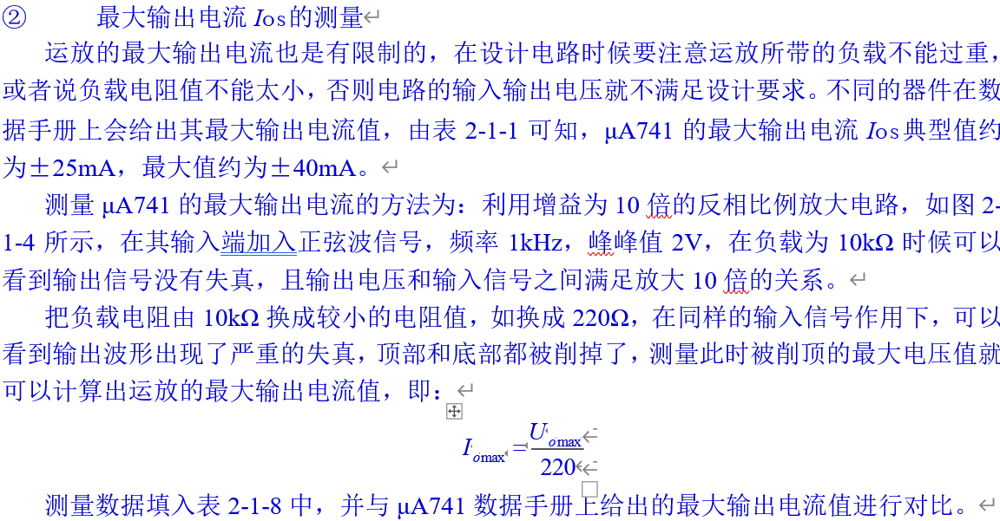 ② 最大输出电流 Ios的测量
运放的最大输出电流也是有限制的，在设计电路时候要注意运放所带的负载不能过重，
或者说负载电阻值不能太小，否则电路的输入输出电压就不满足设计要求。不同的器件在数
据手册上会给出其最大输出电流值，由表 2-1-1 可知，μA741 的最大输出电流 Ios典型值约
为±25mA，最大值约为±40mA。
测量 μA741 的最大输出电流的方法为：利用增益为 10 倍的反相比例放大电路，如图 2-
1-4 所示，在其输入端加入正弦波信号，频率 1kHz，峰峰值 2V，在负载为 10kΩ 时候可以
看到输出信号没有失真，且输出电压和输入信号之间满足放大 10 倍的关系。
把负载电阻由 10kΩ 换成较小的电阻值，如换成 220Ω，在同样的输入信号作用下，可以
看到输出波形出现了严重的失真，顶部和底部都被削掉了，测量此时被削顶的最大电压值就
可以计算出运放的最大输出电流值，即：
I_omax = U_omax / 220
测量数据填入表 2-1-8 中，并与 μA741 数据手册上给出的最大输出电流值进行对比。